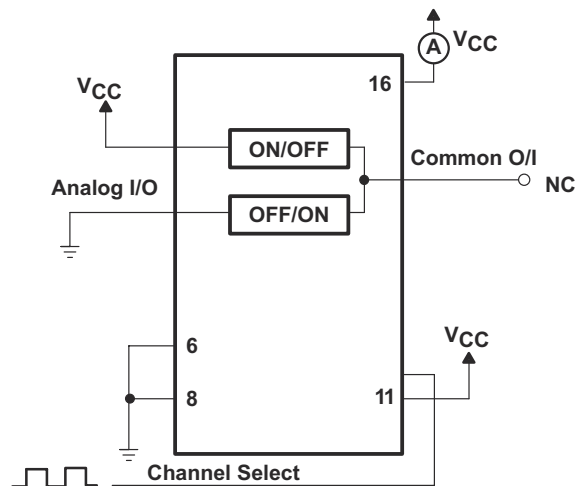 A
VCC
16
VCC
ON/OFF
Common O/I
Analog I/O
NC
OFF/ON
VCC
6
8
11
Channel Select